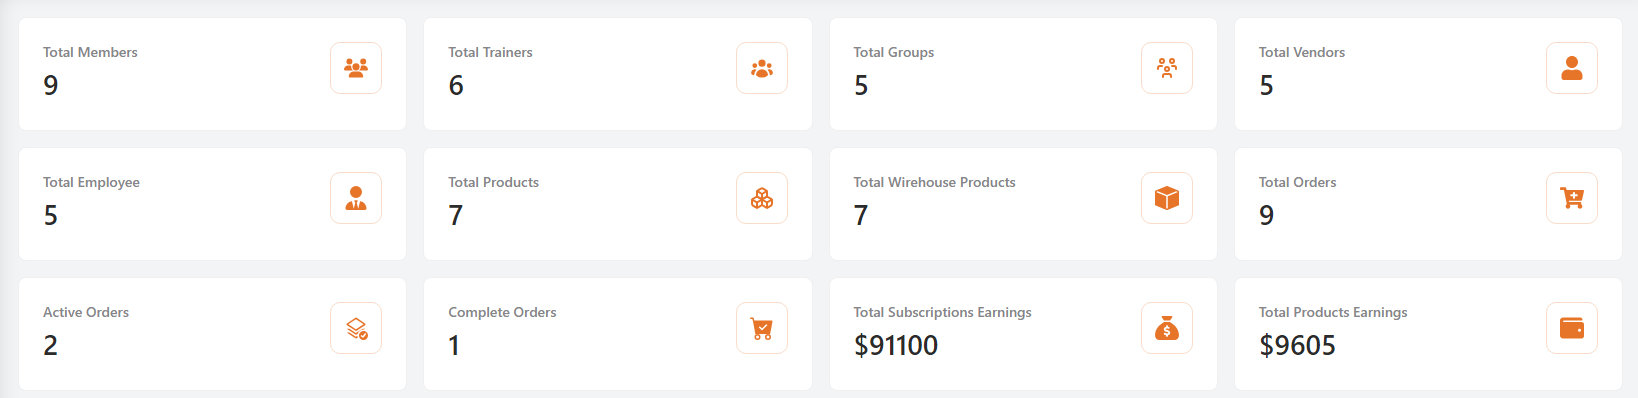 Total Members
9
Total Trainers
6
Total Groups
5
Total Vendors
5
Total Employee
5
Total Products
7
Total Wirehouse Products
7
Total Orders
9
Active Orders
2
Complete Orders
1
Total Subscriptions Earnings
$91100
Total Products Earnings
$9605